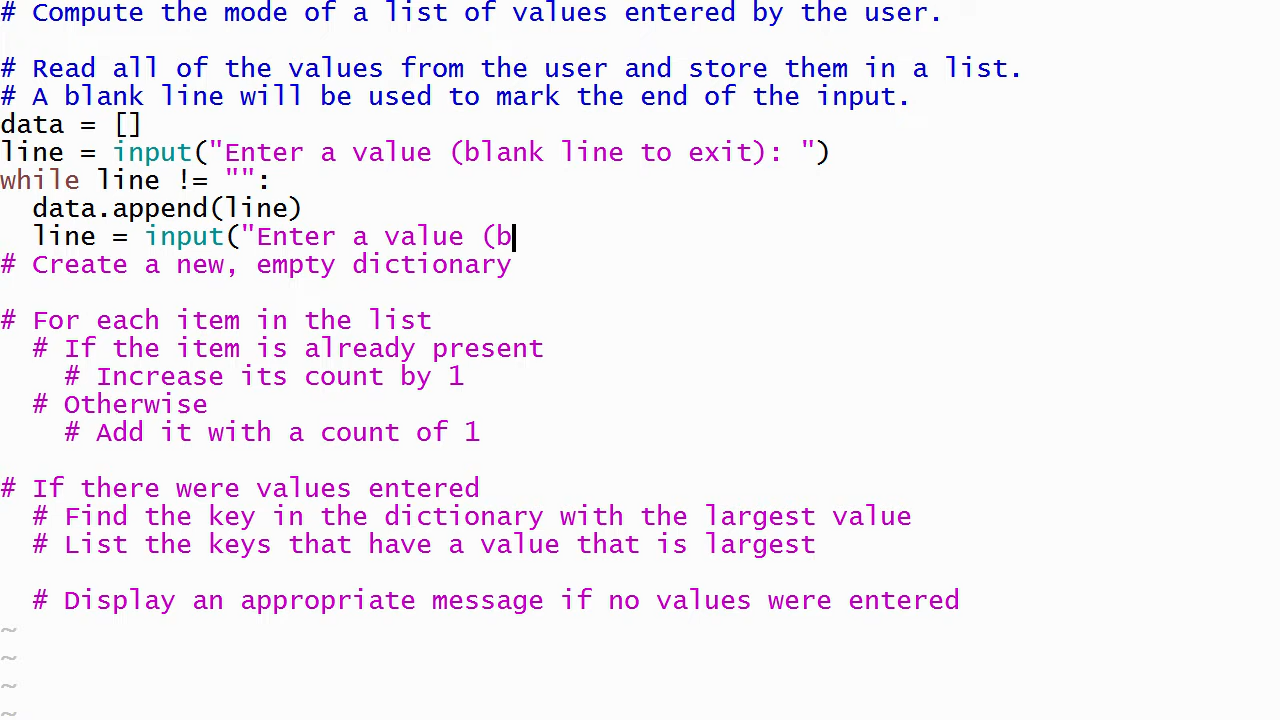 # Compute the mode of a list of values entered by the user.
# Read all of the values from the user and store them in a list.
# A blank line will be used to mark the end of the input.
data = []
line = input("Enter a value (blank line to exit): ")
while line != "":
  data.append(line)
  line = input("Enter a value (b
# Create a new, empty dictionary
# For each item in the list
  # If the item is already present
    # Increase its count by 1
  # Otherwise
    # Add it with a count of 1
# If there were values entered
  # Find the key in the dictionary with the largest value
  # List the keys that have a value that is largest
  # Display an appropriate message if no values were entered
~
~
~
~